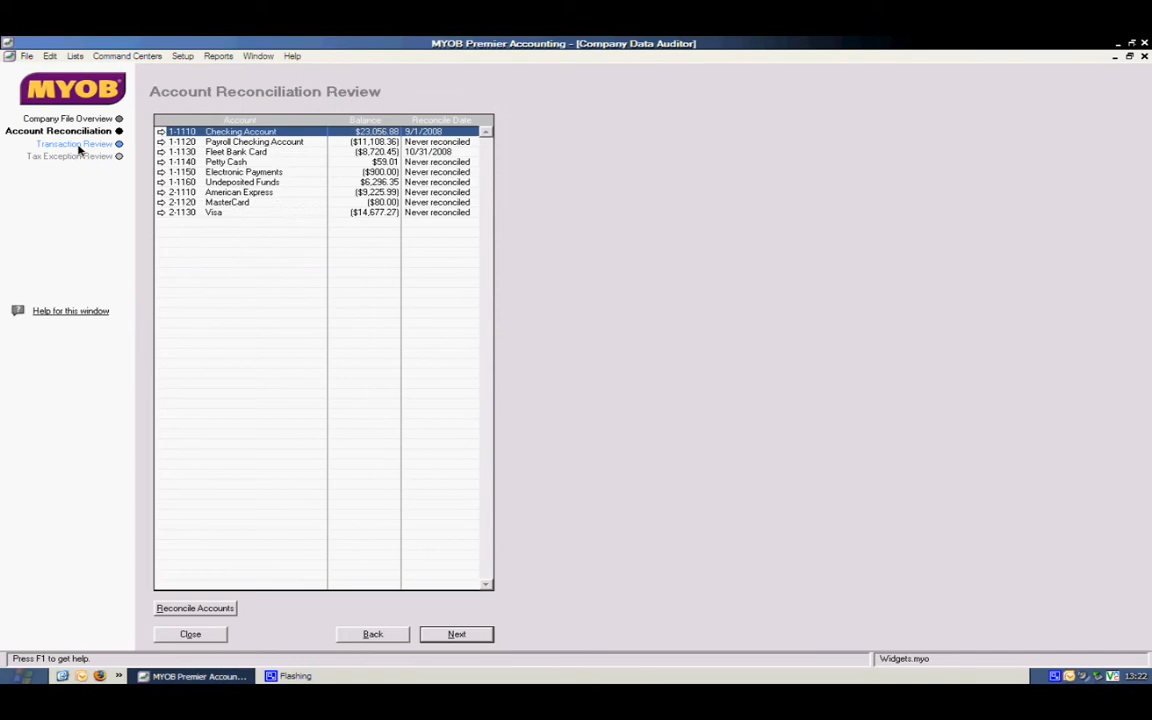 MYOB Premier Accounting - [Company Data Auditor]
File Edit Lists Command Centers Setup Reports Window Help
MYOB
Company File Overview
Account Reconciliation
Transaction Review
Tax Exception Review
Help for this window
Account Reconciliation Review
Account Balance Reconcile Date
1-1110 Checking Account $23,056.88 9/1/2008
1-1120 Payroll Checking Account ($11,108.36) Never reconciled
1-1130 Fleet Bank Card ($8,720.45) 10/31/2008
1-1140 Petty Cash $59.01 Never reconciled
1-1150 Electronic Payments ($900.00) Never reconciled
1-1160 Undeposited Funds $6,296.35 Never reconciled
2-1110 American Express ($9,225.99) Never reconciled
2-1120 MasterCard ($80.00) Never reconciled
2-1130 Visa ($14,677.27) Never reconciled
Reconcile Accounts
Close Back Next
Press F1 to get help. Widgets.myo
MYOB Premier Accoun... Flashing 13:22